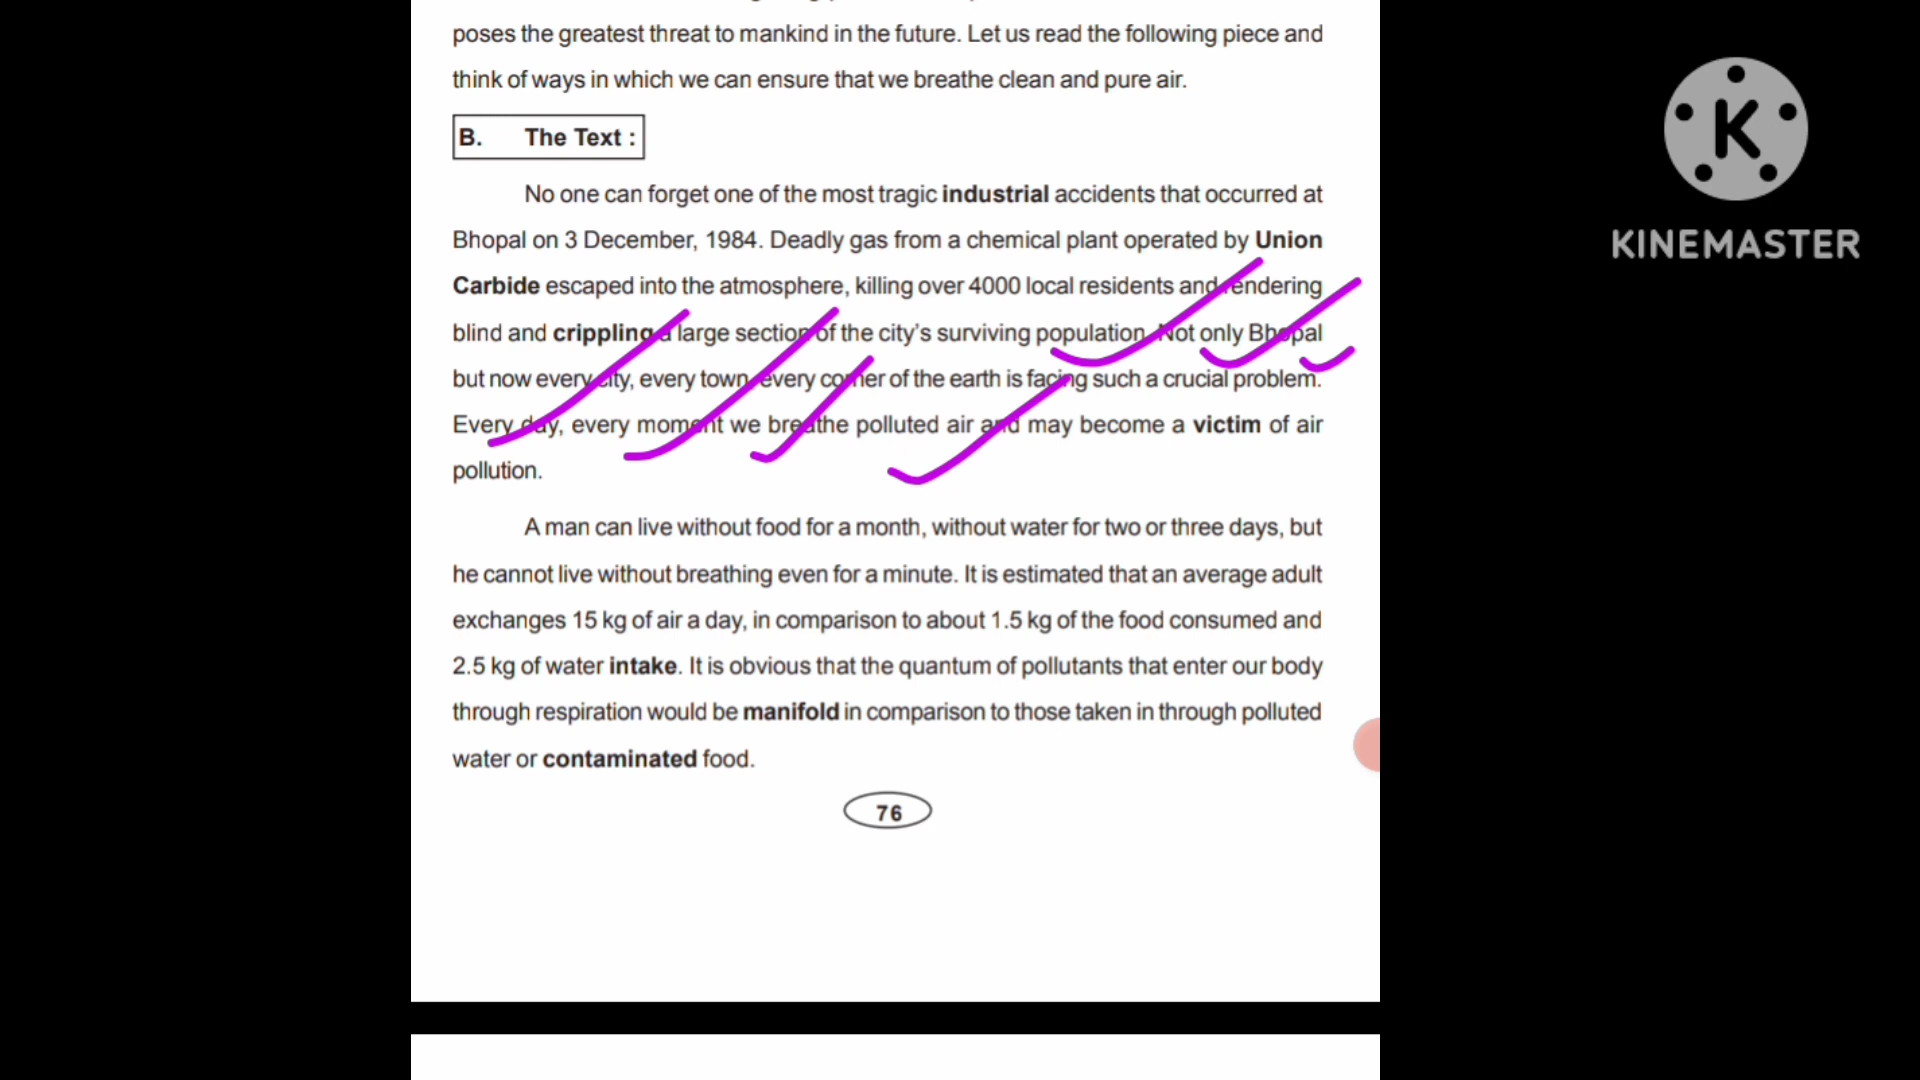 poses the greatest threat to mankind in the future. Let us read the following piece and
think of ways in which we can ensure that we breathe clean and pure air.
B. The Text :
No one can forget one of the most tragic industrial accidents that occurred at
Bhopal on 3 December, 1984. Deadly gas from a chemical plant operated by Union
Carbide escaped into the atmosphere, killing over 4000 local residents and rendering
blind and crippling a large section of the city's surviving population. Not only Bhopal
but now every city, every town, every corner of the earth is facing such a crucial problem.
Every day, every moment we breathe polluted air and may become a victim of air
pollution.
A man can live without food for a month, without water for two or three days, but
he cannot live without breathing even for a minute. It is estimated that an average adult
exchanges 15 kg of air a day, in comparison to about 1.5 kg of the food consumed and
2.5 kg of water intake. It is obvious that the quantum of pollutants that enter our body
through respiration would be manifold in comparison to those taken in through polluted
water or contaminated food.
76
K
KINEMASTER